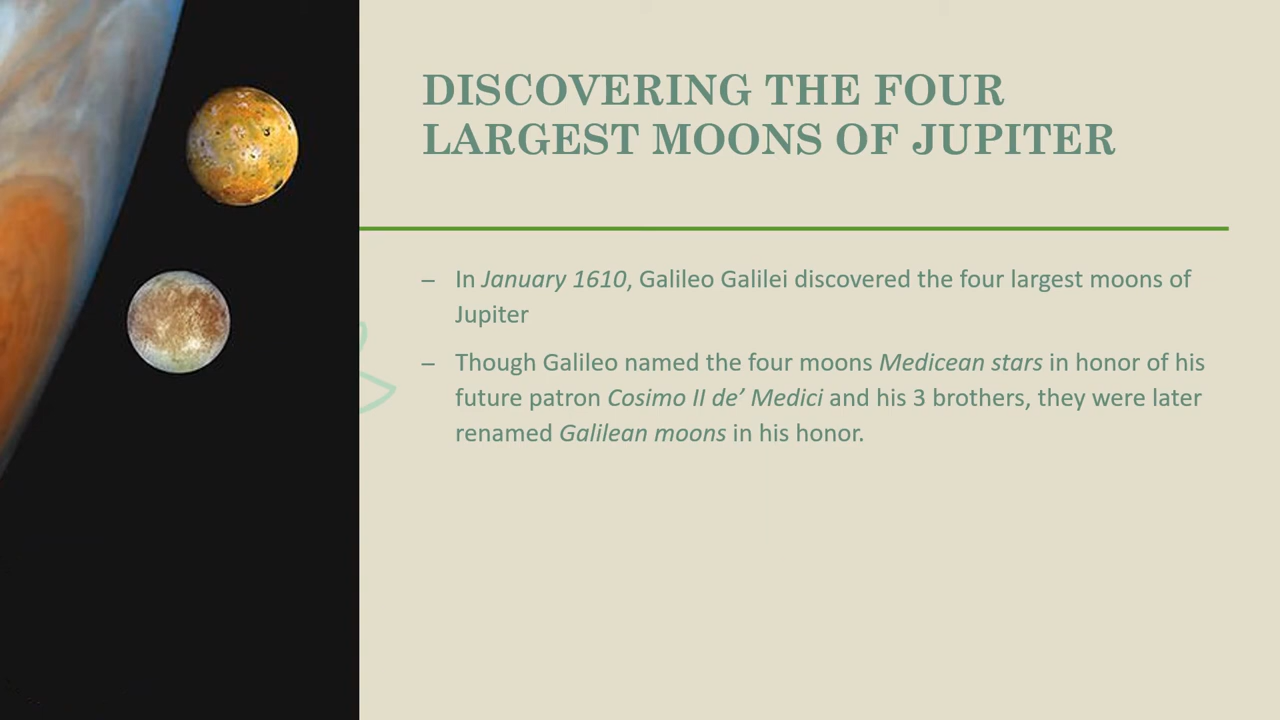 DISCOVERING THE FOUR
LARGEST MOONS OF JUPITER
– In January 1610, Galileo Galilei discovered the four largest moons of
Jupiter
– Though Galileo named the four moons Medicean stars in honor of his
future patron Cosimo II de’ Medici and his 3 brothers, they were later
renamed Galilean moons in his honor.